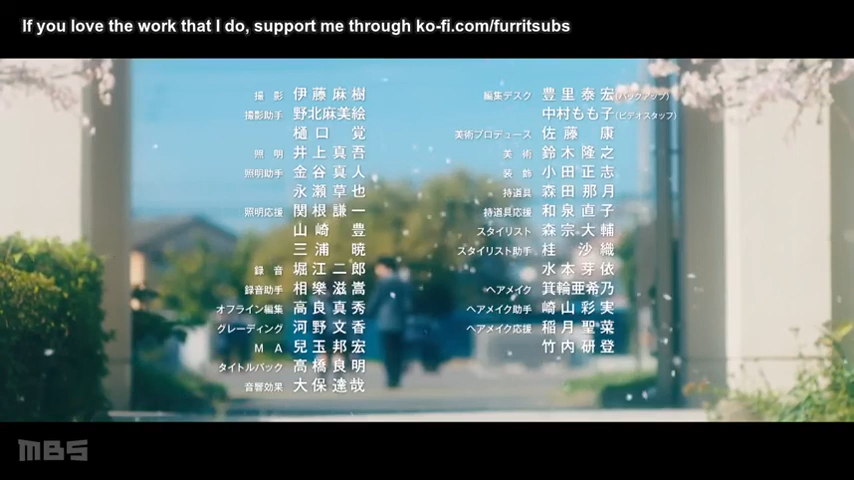 If you love the work that I do, support me through ko-fi.com/furritsubs
撮影 伊藤麻樹
撮影助手 野北麻美絵
樋口 覚
照明 井上真吾
照明助手 金谷真人
永瀬草也
照明応援 関根謙一
山崎 豊
三浦 暁
録音 堀江二郎
録音助手 相樂滋嵩
オフライン編集 高良真秀
グレーディング 河野文香
MA 兒玉邦宏
タイトルバック 高橋良明
音響効果 大保達哉
編集デスク 豊里泰宏(バックアップ)
中村もも子(ビデオスタッフ)
美術プロデュース 佐藤 康
美術 鈴木隆之
装飾 小田正志
持道具 森田那月
持道具応援 和泉直子
スタイリスト 森宗大輔
スタイリスト助手 桂 沙織
水本芽依
ヘアメイク 箕輪亜希乃
ヘアメイク助手 崎山彩実
ヘアメイク応援 稲月聖菜
竹内研登
MBS